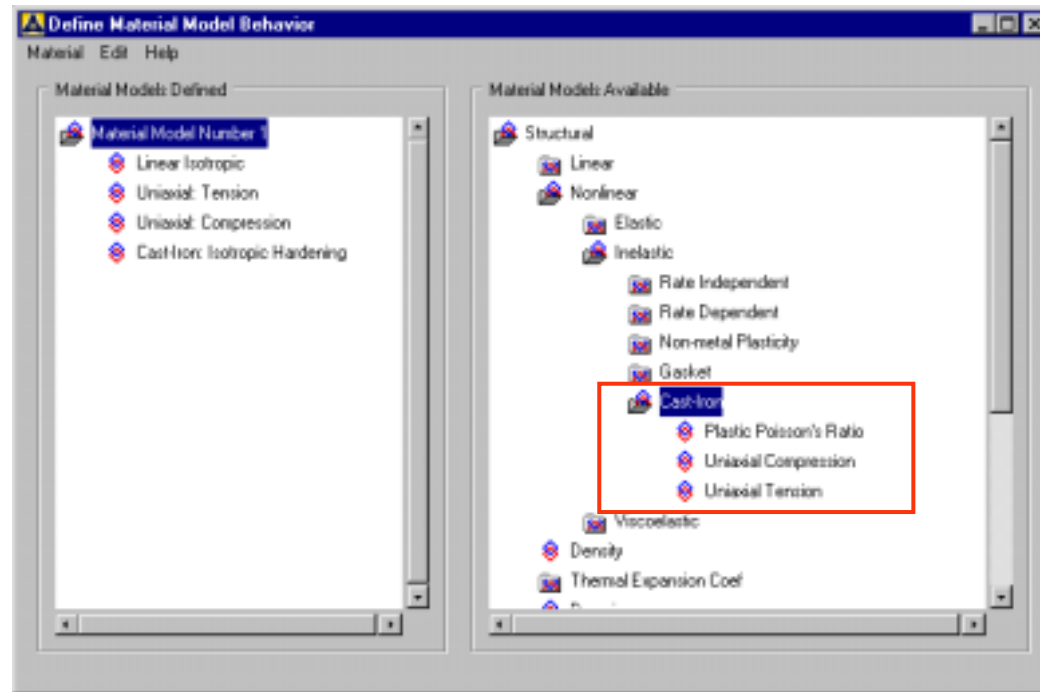 Define Material Model Behavior
Material Edit Help
Material Models Defined
Material Model Number 1
Linear Isotropic
Uniaxial: Tension
Uniaxial: Compression
Cast-Iron: Isotropic Hardening
Material Models Available
Structural
Linear
Nonlinear
Elastic
Inelastic
Rate Independent
Rate Dependent
Non-metal Plasticity
Gasket
Cast-Iron
Plastic Poisson's Ratio
Uniaxial Compression
Uniaxial Tension
Viscoelastic
Density
Thermal Expansion Coef